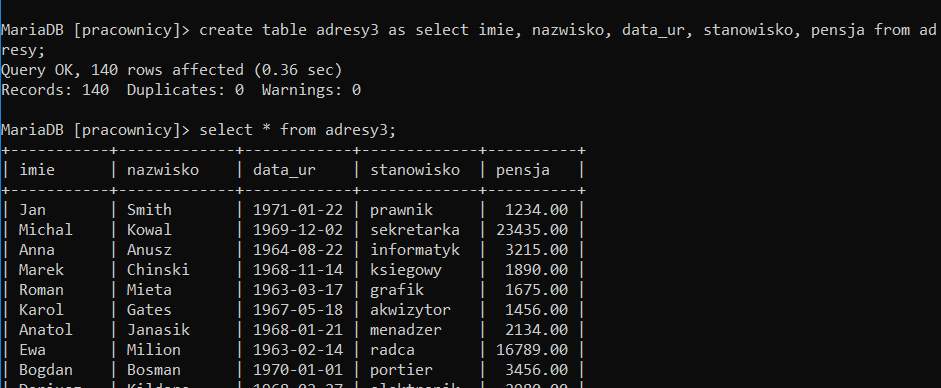 MariaDB [pracownicy]> create table adresy3 as select imie, nazwisko, data_ur, stanowisko, pensja from ad
resy;
Query OK, 140 rows affected (0.36 sec)
Records: 140  Duplicates: 0  Warnings: 0
MariaDB [pracownicy]> select * from adresy3;
+-----------+-------------+------------+-------------+----------+
| imie      | nazwisko    | data_ur    | stanowisko  | pensja   |
+-----------+-------------+------------+-------------+----------+
| Jan       | Smith       | 1971-01-22 | prawnik     |  1234.00 |
| Michal    | Kowal       | 1969-12-02 | sekretarka  | 23435.00 |
| Anna      | Anusz       | 1964-08-22 | informatyk  |  3215.00 |
| Marek     | Chinski     | 1968-11-14 | ksiegowy    |  1890.00 |
| Roman     | Mieta       | 1963-03-17 | grafik      |  1675.00 |
| Karol     | Gates       | 1967-05-18 | akwizytor   |  1456.00 |
| Anatol    | Janasik     | 1968-01-21 | menadzer    |  2134.00 |
| Ewa       | Milion      | 1963-02-14 | radca       | 16789.00 |
| Bogdan    | Bosman      | 1970-01-01 | portier     |  3456.00 |